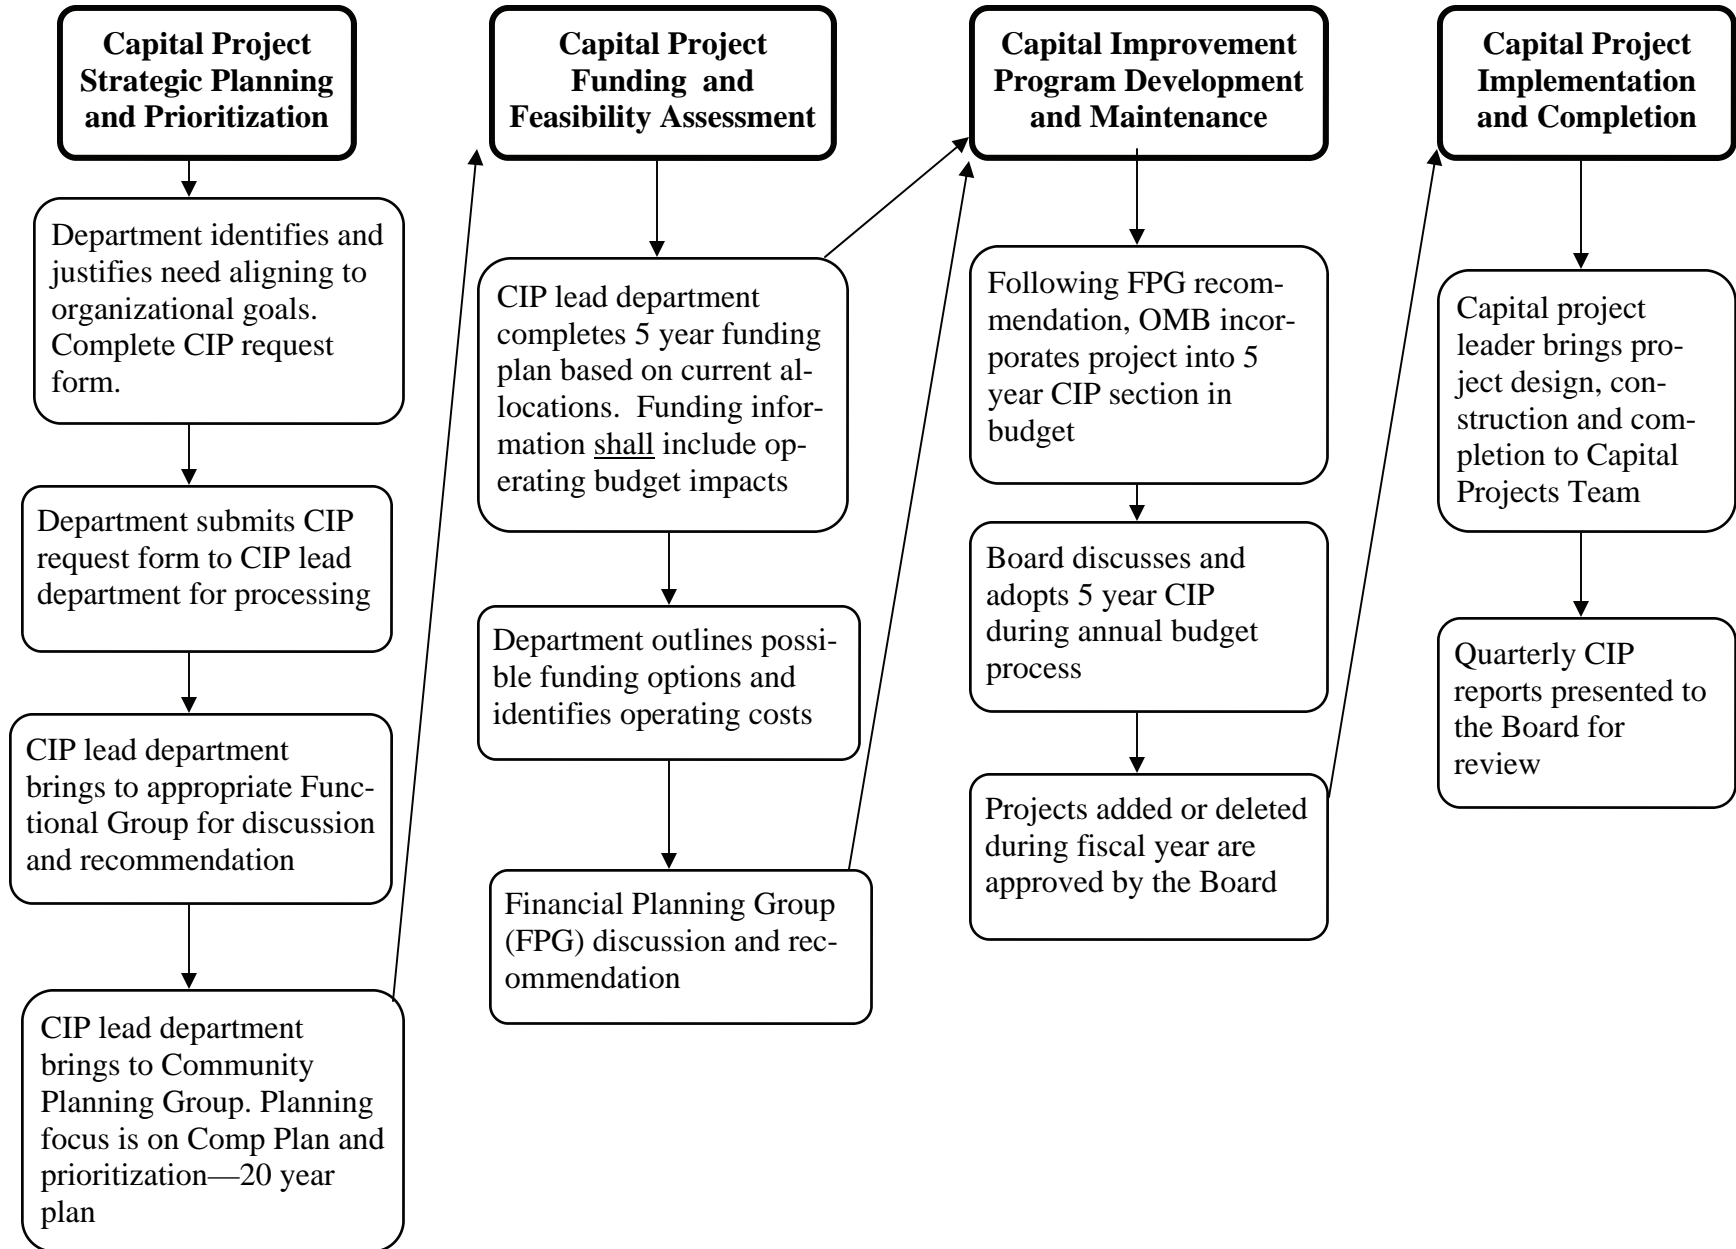 Capital Project
Strategic Planning
and Prioritization
Department identifies and
justifies need aligning to
organizational goals.
Complete CIP request
form.
Department submits CIP
request form to CIP lead
department for processing
CIP lead department
brings to appropriate Func-
tional Group for discussion
and recommendation
CIP lead department
brings to Community
Planning Group. Planning
focus is on Comp Plan and
prioritization—20 year
plan
Capital Project
Funding and
Feasibility Assessment
CIP lead department
completes 5 year funding
plan based on current al-
locations. Funding infor-
mation shall include op-
erating budget impacts
Department outlines possi-
ble funding options and
identifies operating costs
Financial Planning Group
(FPG) discussion and rec-
ommendation
Capital Improvement
Program Development
and Maintenance
Following FPG recom-
mendation, OMB incor-
porates project into 5
year CIP section in
budget
Board discusses and
adopts 5 year CIP
during annual budget
process
Projects added or deleted
during fiscal year are
approved by the Board
Capital Project
Implementation
and Completion
Capital project
leader brings pro-
ject design, con-
struction and com-
pletion to Capital
Projects Team
Quarterly CIP
reports presented to
the Board for
review